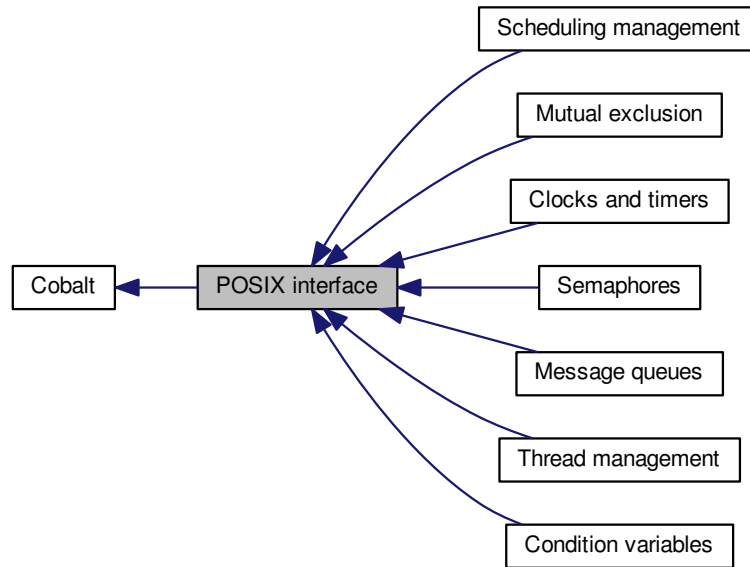 Scheduling management
Mutual exclusion
Clocks and timers
Cobalt
POSIX interface
Semaphores
Message queues
Thread management
Condition variables